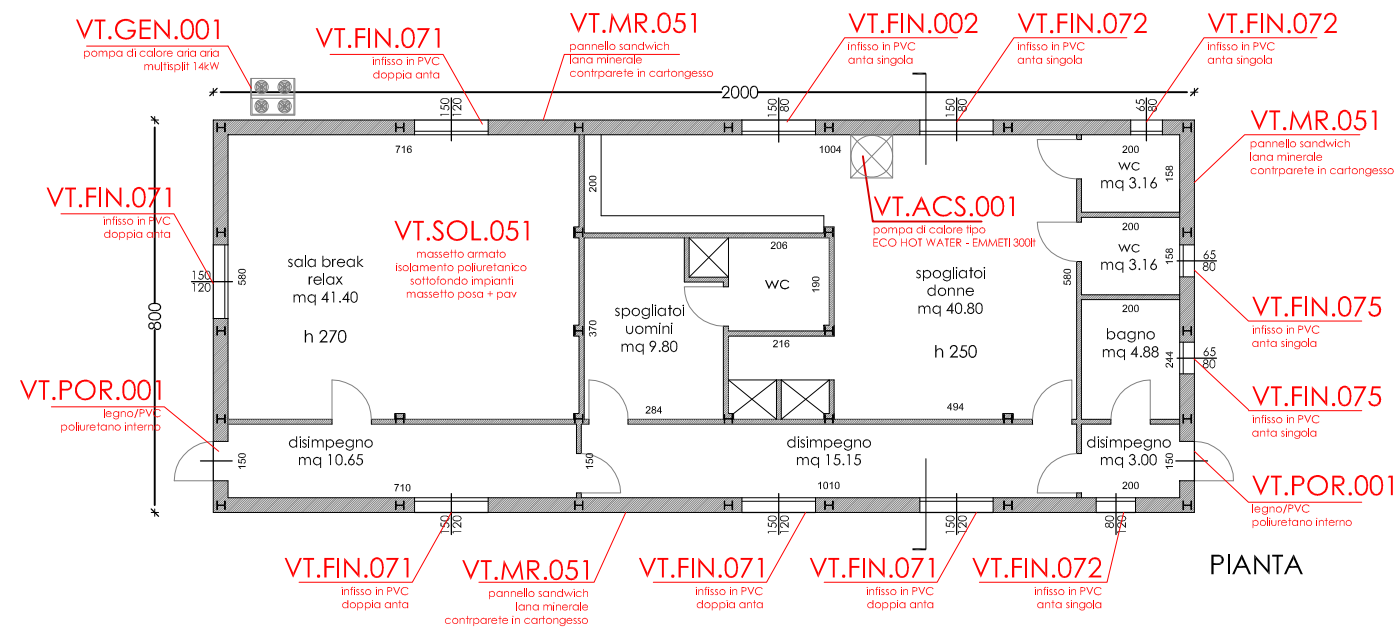 VT.GEN.001
pompa di calore aria aria
multisplit 14kW
VT.FIN.071
infisso in PVC
doppia anta
VT.MR.051
pannello sandwich
lana minerale
contrparete in cartongesso
VT.FIN.002
infisso in PVC
anta singola
VT.FIN.072
infisso in PVC
anta singola
VT.FIN.072
infisso in PVC
anta singola
2000
150
120
150
80
150
80
65
80
716
1004
200
VT.MR.051
pannello sandwich
lana minerale
contrparete in cartongesso
wc
mq 3.16
158
200
VT.FIN.071
infisso in PVC
doppia anta
VT.SOL.051
massetto armato
isolamento poliuretanico
sottofondo impianti
massetto posa + pav
VT.ACS.001
pompa di calore tipo
ECO HOT WATER - EMMETI 300lt
200
wc
mq 3.16
158
65
80
150
120
580
sala break
relax
mq 41.40
h 270
206
wc
190
spogliatoi
donne
mq 40.80
h 250
580
800
spogliatoi
uomini
mq 9.80
370
216
200
bagno
mq 4.88
244
65
80
VT.FIN.075
infisso in PVC
anta singola
VT.POR.001
legno/PVC
poliuretano interno
284
494
VT.FIN.075
infisso in PVC
anta singola
150
disimpegno
mq 10.65
710
150
disimpegno
mq 15.15
1010
disimpegno
mq 3.00
150
200
VT.POR.001
legno/PVC
poliuretano interno
150
120
150
120
150
120
80
120
VT.FIN.071
infisso in PVC
doppia anta
VT.MR.051
pannello sandwich
lana minerale
contrparete in cartongesso
VT.FIN.071
infisso in PVC
doppia anta
VT.FIN.071
infisso in PVC
doppia anta
VT.FIN.072
infisso in PVC
anta singola
PIANTA